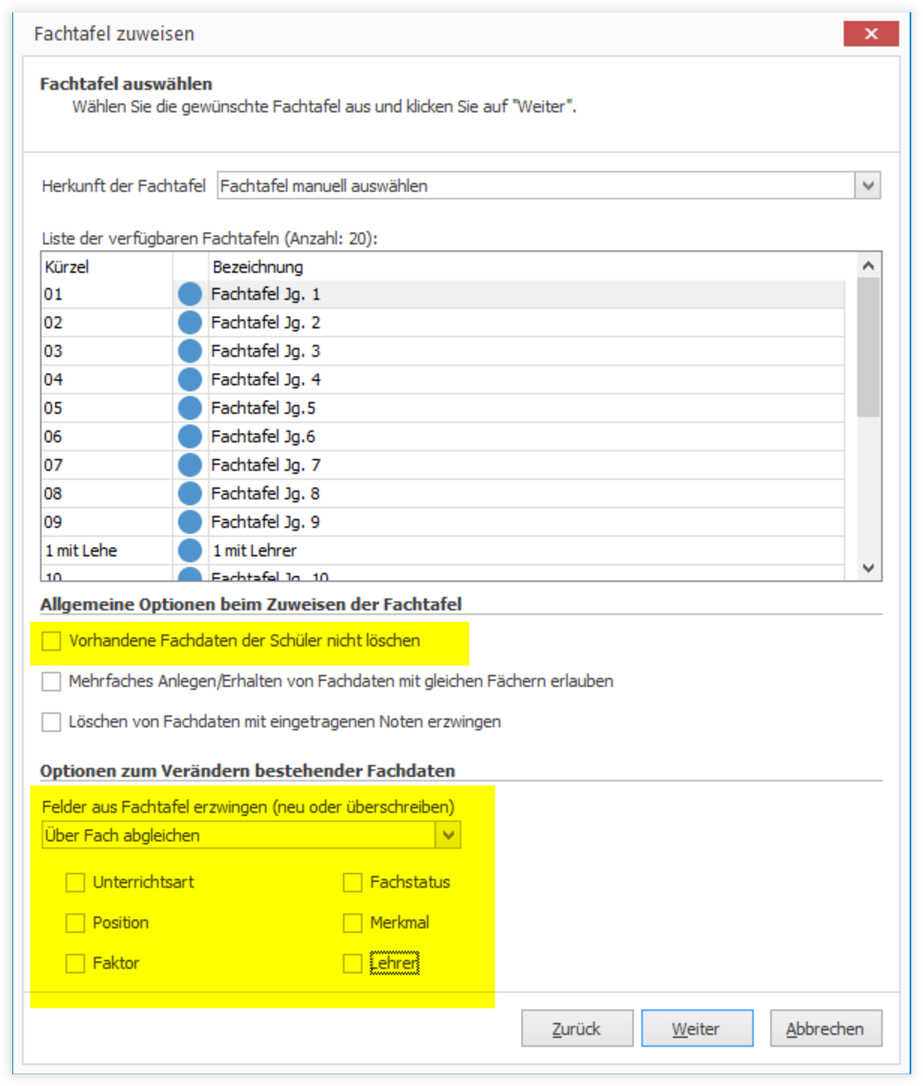 Fachtafel zuweisen
Fachtafel auswählen
Wählen Sie die gewünschte Fachtafel aus und klicken Sie auf "Weiter".
Herkunft der Fachtafel Fachtafel manuell auswählen
Liste der verfügbaren Fachtafeln (Anzahl: 20):
Kürzel Bezeichnung
01 Fachtafel Jg. 1
02 Fachtafel Jg. 2
03 Fachtafel Jg. 3
04 Fachtafel Jg. 4
05 Fachtafel Jg.5
06 Fachtafel Jg.6
07 Fachtafel Jg. 7
08 Fachtafel Jg. 8
09 Fachtafel Jg. 9
1 mit Lehe 1 mit Lehrer
10 Fachtafel Jg. 10
Allgemeine Optionen beim Zuweisen der Fachtafel
Vorhandene Fachdaten der Schüler nicht löschen
Mehrfaches Anlegen/Erhalten von Fachdaten mit gleichen Fächern erlauben
Löschen von Fachdaten mit eingetragenen Noten erzwingen
Optionen zum Verändern bestehender Fachdaten
Felder aus Fachtafel erzwingen (neu oder überschreiben)
Über Fach abgleichen
Unterrichtsart Fachstatus
Position Merkmal
Faktor Lehrer
Zurück Weiter Abbrechen